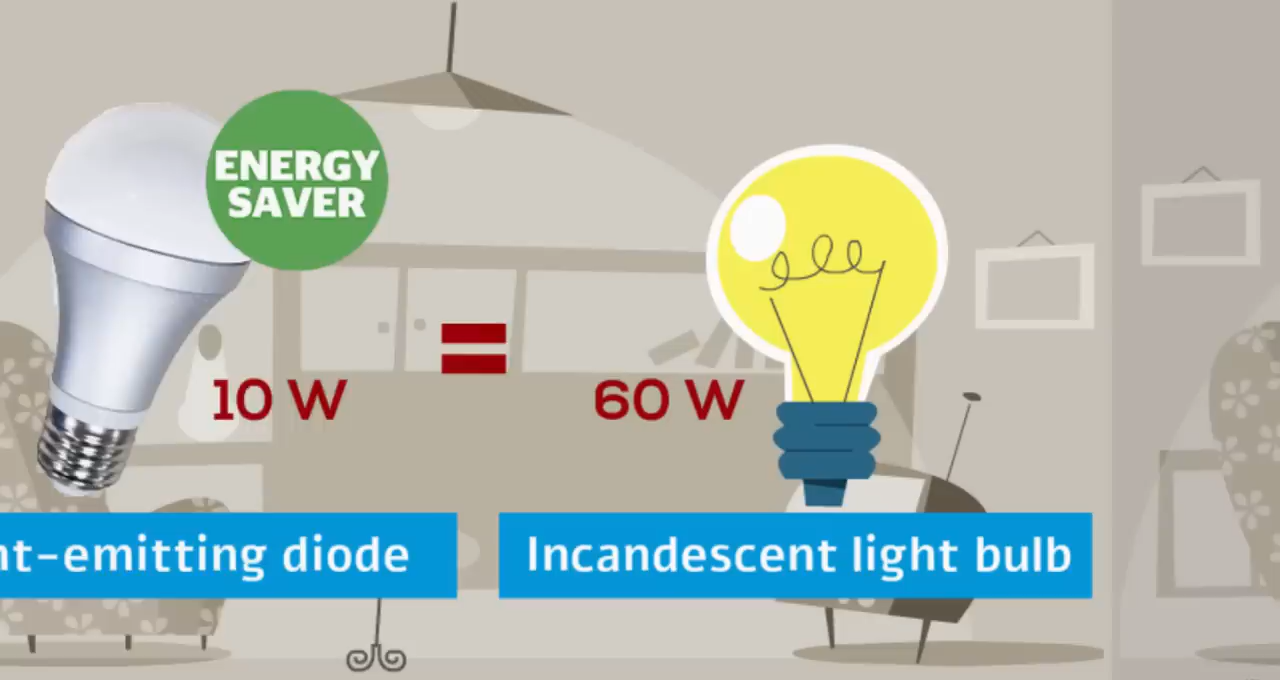 ENERGY
SAVER
10 W
=
60 W
nt-emitting diode
Incandescent light bulb